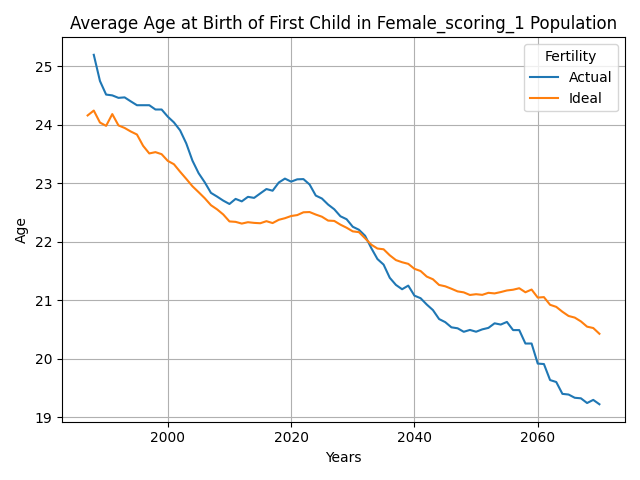 Average Age at Birth of First Child in Female_scoring_1 Population
Fertility
Actual
Ideal
Age
25
24
23
22
21
20
19
2000
2020
2040
2060
Years